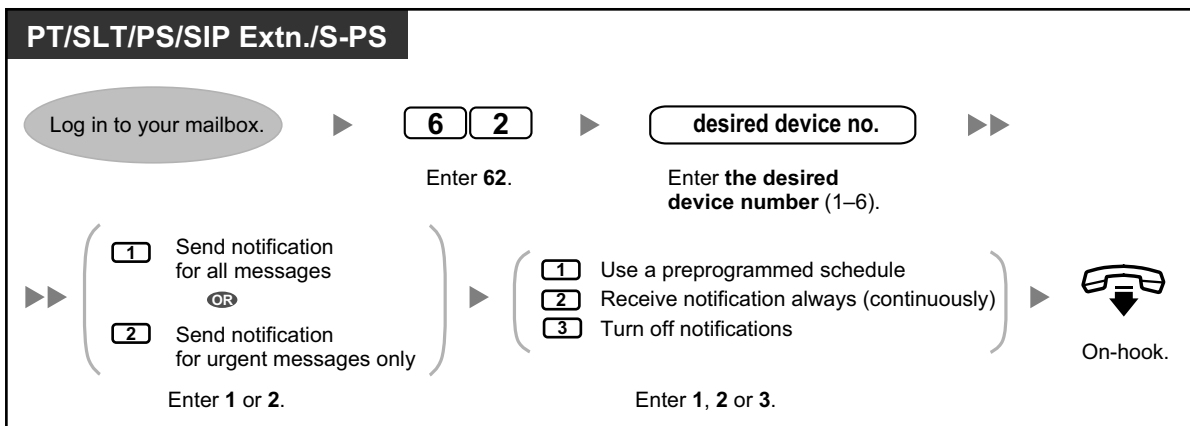 PT/SLT/PS/SIP Extn./S-PS
Log in to your mailbox.
6 2
desired device no.
Enter 62.
Enter the desired
device number (1–6).
1 Send notification
for all messages
OR
2 Send notification
for urgent messages only
Enter 1 or 2.
1 Use a preprogrammed schedule
2 Receive notification always (continuously)
3 Turn off notifications
Enter 1, 2 or 3.
On-hook.